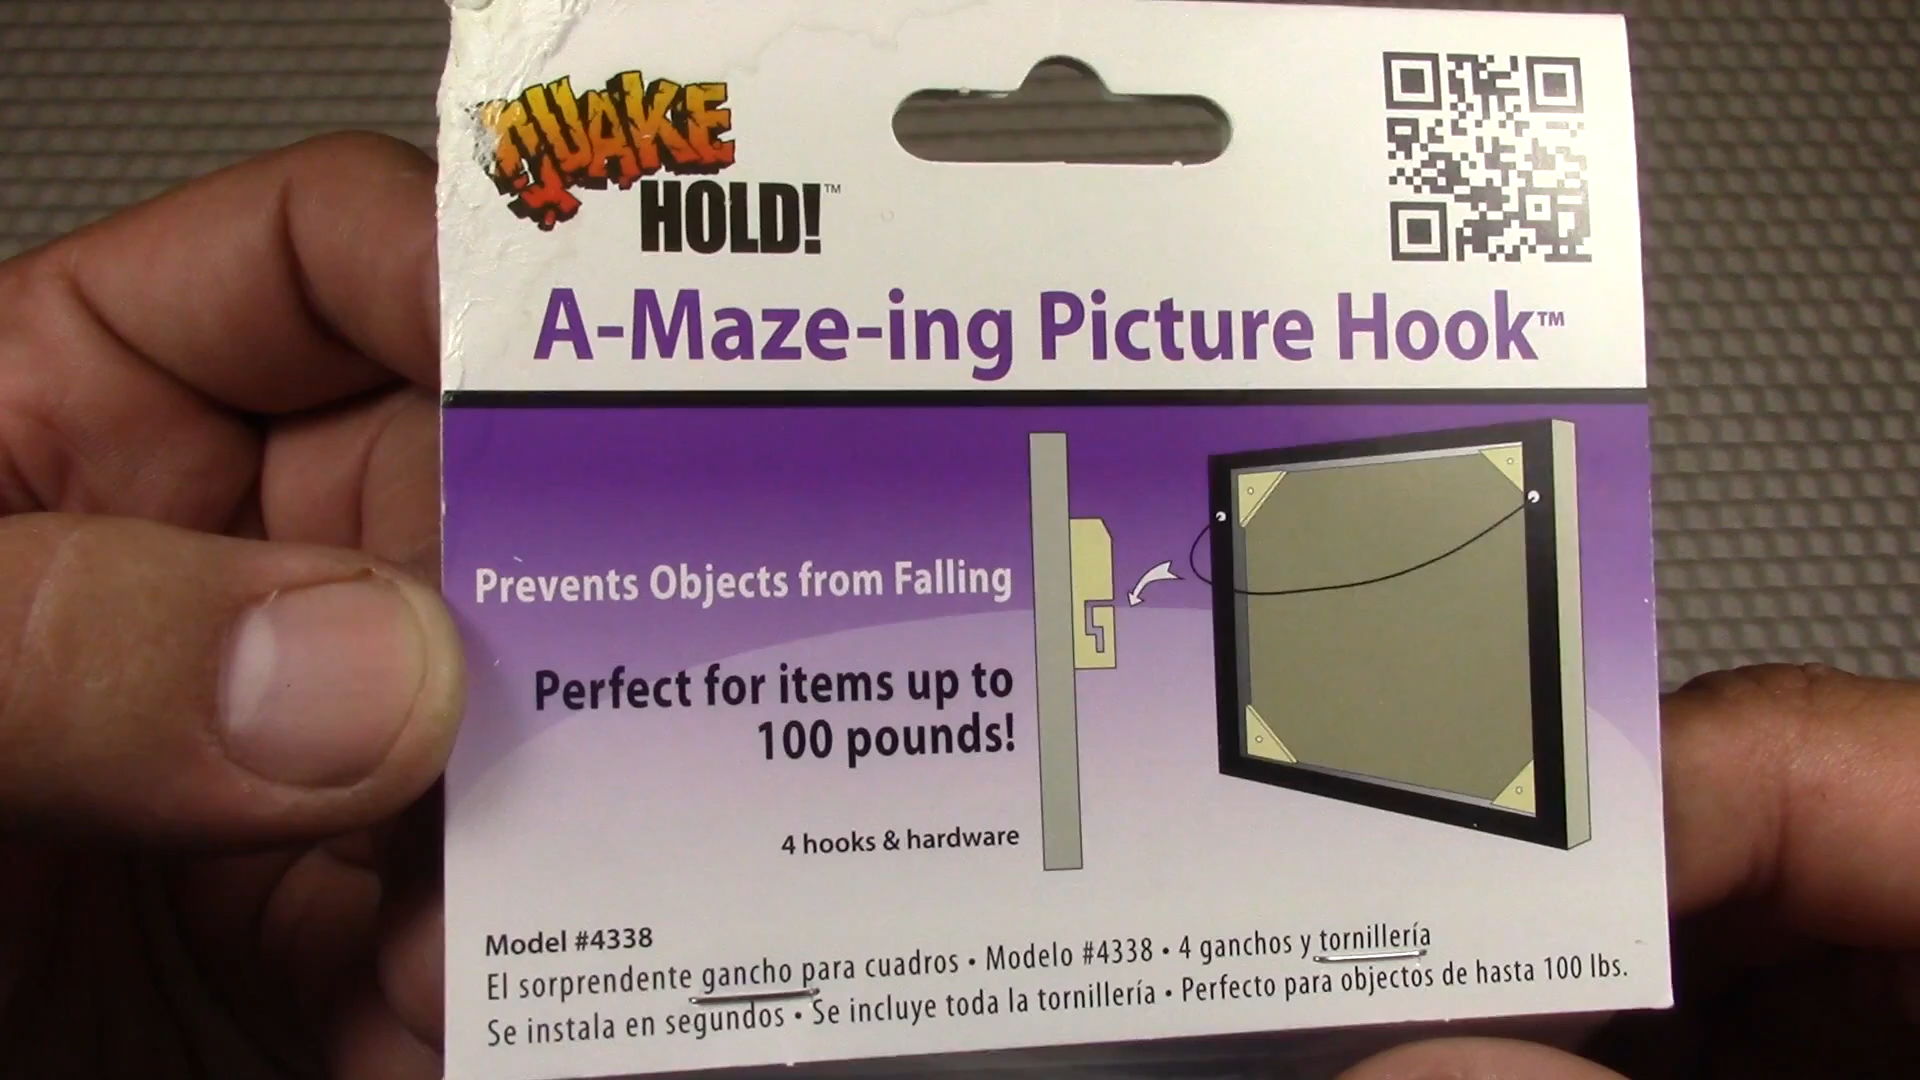 QUAKE
HOLD!™
A-Maze-ing Picture Hook™
Prevents Objects from Falling
Perfect for items up to
100 pounds!
4 hooks & hardware
Model #4338
El sorprendente gancho para cuadros • Modelo #4338 • 4 ganchos y tornillería
Se instala en segundos • Se incluye toda la tornillería • Perfecto para objectos de hasta 100 lbs.